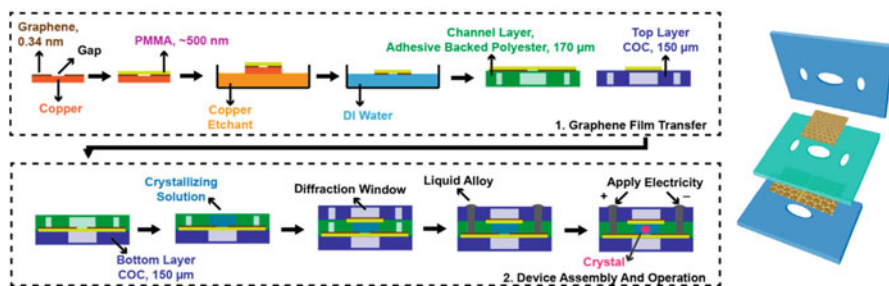 Graphene,
0.34 nm
Gap
Copper
PMMA, ~500 nm
Copper
Etchant
DI Water
Channel Layer,
Adhesive Backed Polyester, 170 µm
Top Layer
COC, 150 µm
1. Graphene Film Transfer
Bottom Layer
COC, 150 µm
Crystallizing
Solution
Diffraction Window
Liquid Alloy
Apply Electricity
+ –
Crystal
2. Device Assembly And Operation